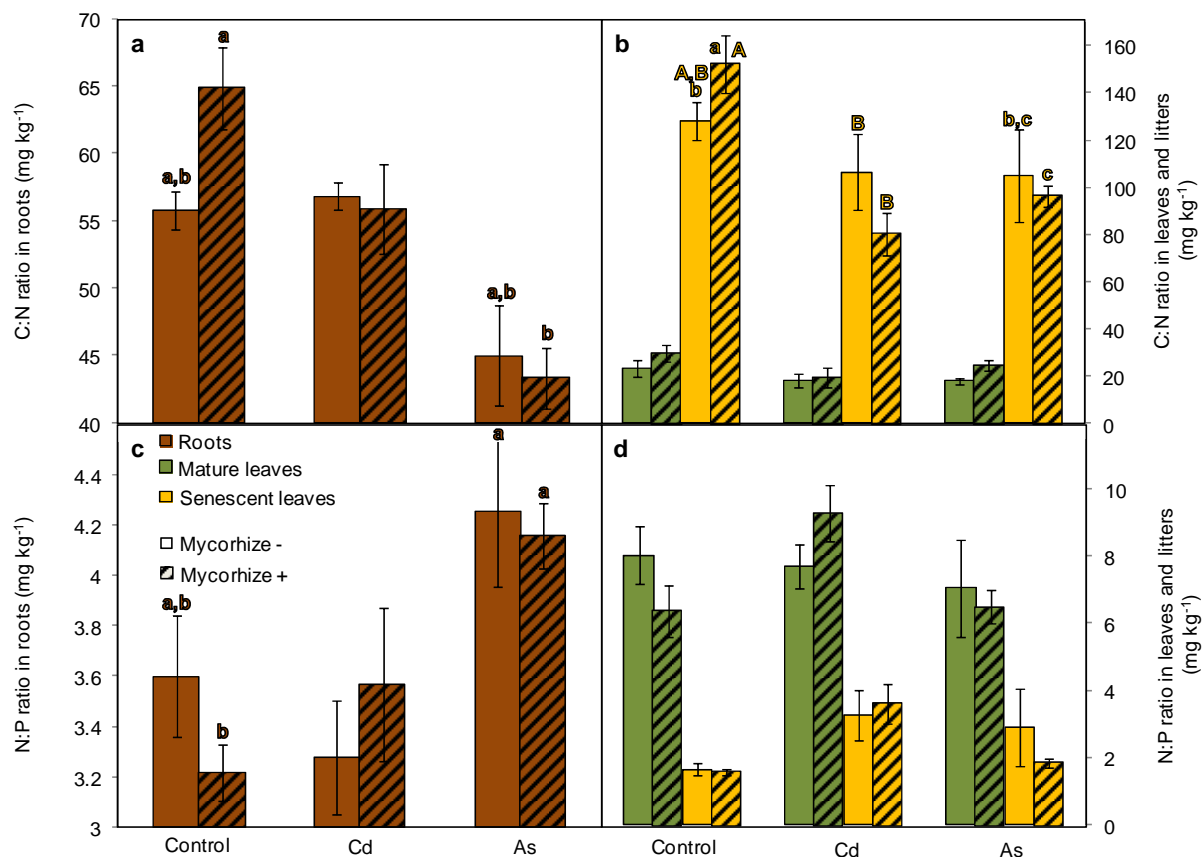 a
b
C:N ratio in roots (mg kg-1)
70
65
60
55
50
45
40
a,b
a
a,b
b
C:N ratio in leaves and litters
(mg kg-1)
160
140
120
100
80
60
40
20
0
A,B
b
a A
B
B
b,c
c
c
d
N:P ratio in roots (mg kg-1)
4.4
4.2
4
3.8
3.6
3.4
3.2
3
Roots
Mature leaves
Senescent leaves
Mycorhize -
Mycorhize +
a,b
b
a
a
N:P ratio in leaves and litters
(mg kg-1)
10
8
6
4
2
0
Control Cd As Control Cd As